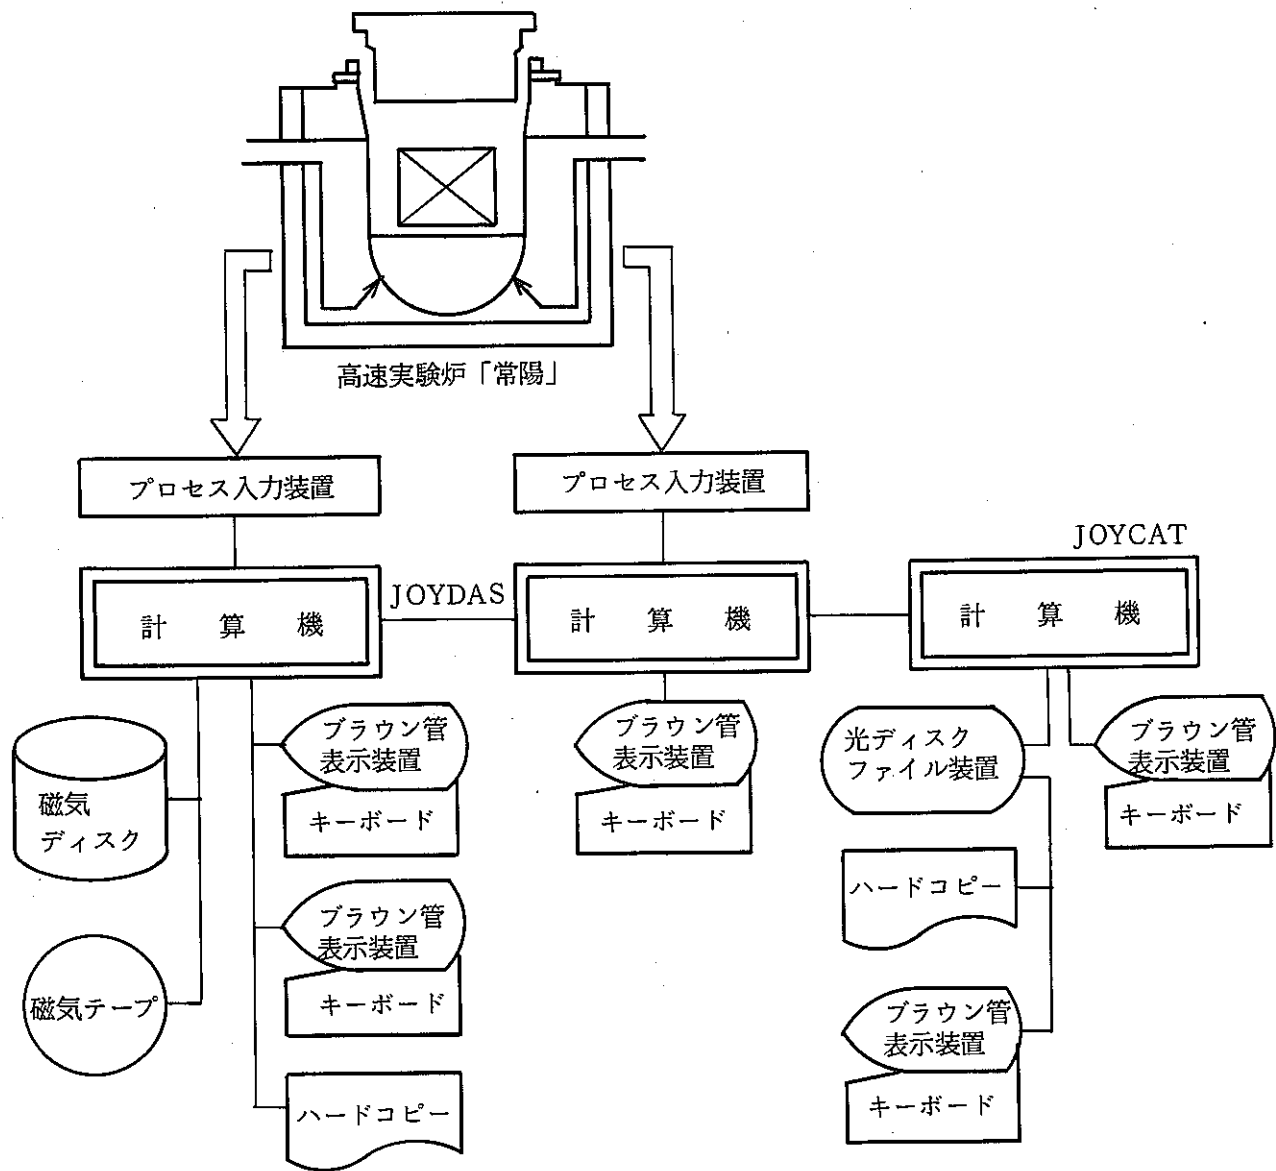 高速実験炉「常陽」
プロセス入力装置
プロセス入力装置
JOYCAT
JOYDAS
計算機
計算機
計算機
ブラウン管
表示装置
キーボード
ブラウン管
表示装置
キーボード
光ディスク
ファイル装置
ブラウン管
表示装置
キーボード
磁気
ディスク
ハードコピー
ブラウン管
表示装置
キーボード
磁気テープ
ブラウン管
表示装置
キーボード
ハードコピー